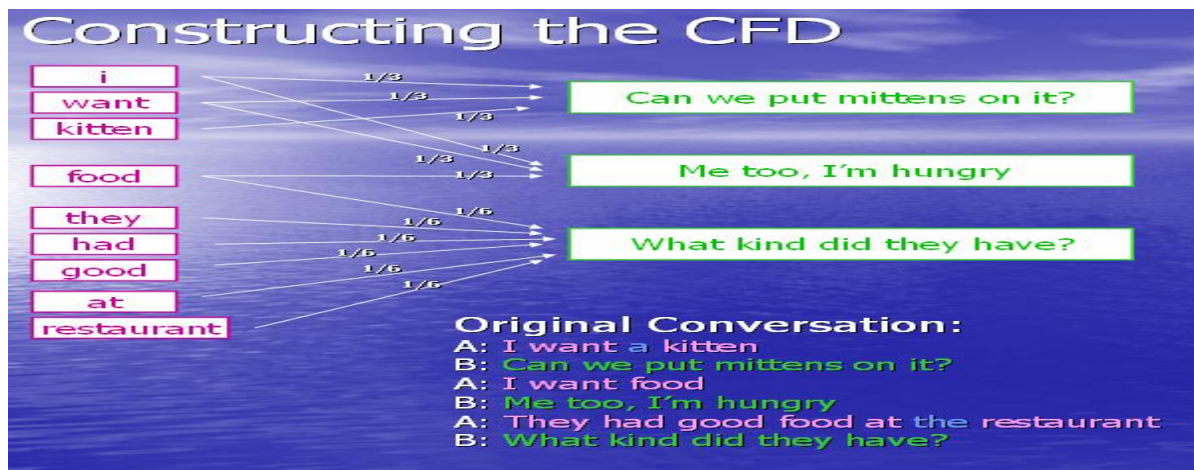 Constructing the CFD
i
want
kitten
food
they
had
good
at
restaurant
1/3
1/3
1/3
1/3
1/3
1/3
1/6
1/6
1/6
1/6
1/6
1/6
Can we put mittens on it?
Me too, I'm hungry
What kind did they have?
Original Conversation:
A: I want a kitten
B: Can we put mittens on it?
A: I want food
B: Me too, I'm hungry
A: They had good food at the restaurant
B: What kind did they have?